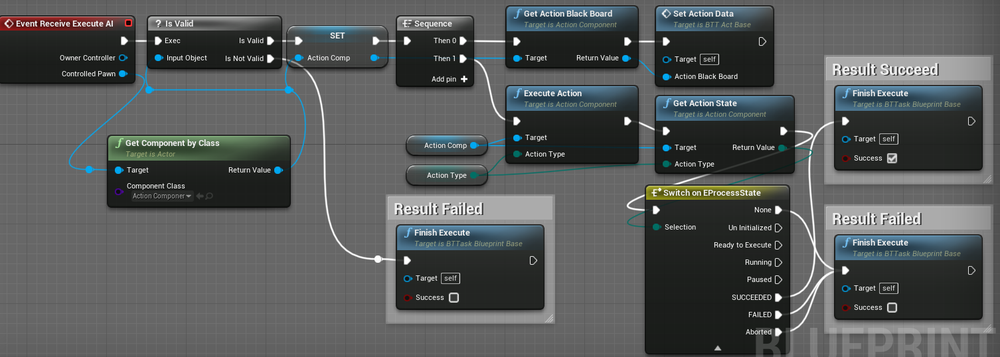 Event Receive Execute AI
Owner Controller
Controlled Pawn
? Is Valid
Exec
Is Valid
Input Object
Is Not Valid
SET
Action Comp
Sequence
Then 0
Then 1
Add pin +
f Get Action Black Board
Target is Action Component
Target
Return Value
Set Action Data
Target is BTT Act Base
Target self
Action Black Board
f Get Component by Class
Target is Actor
Target
Return Value
Component Class
Action Componer
Action Comp
Action Type
f Execute Action
Target is Action Component
Target
Action Type
f Get Action State
Target is Action Component
Target
Return Value
Action Type
Result Failed
f Finish Execute
Target is BTTask Blueprint Base
Target self
Success
Switch on EProcessState
None
Selection
Un Initialized
Ready to Execute
Running
Paused
SUCCEEDED
FAILED
Aborted
Result Succeed
f Finish Execute
Target is BTTask Blueprint Base
Target self
Success
Result Failed
f Finish Execute
Target is BTTask Blueprint Base
Target self
Success
BLUEPRINT